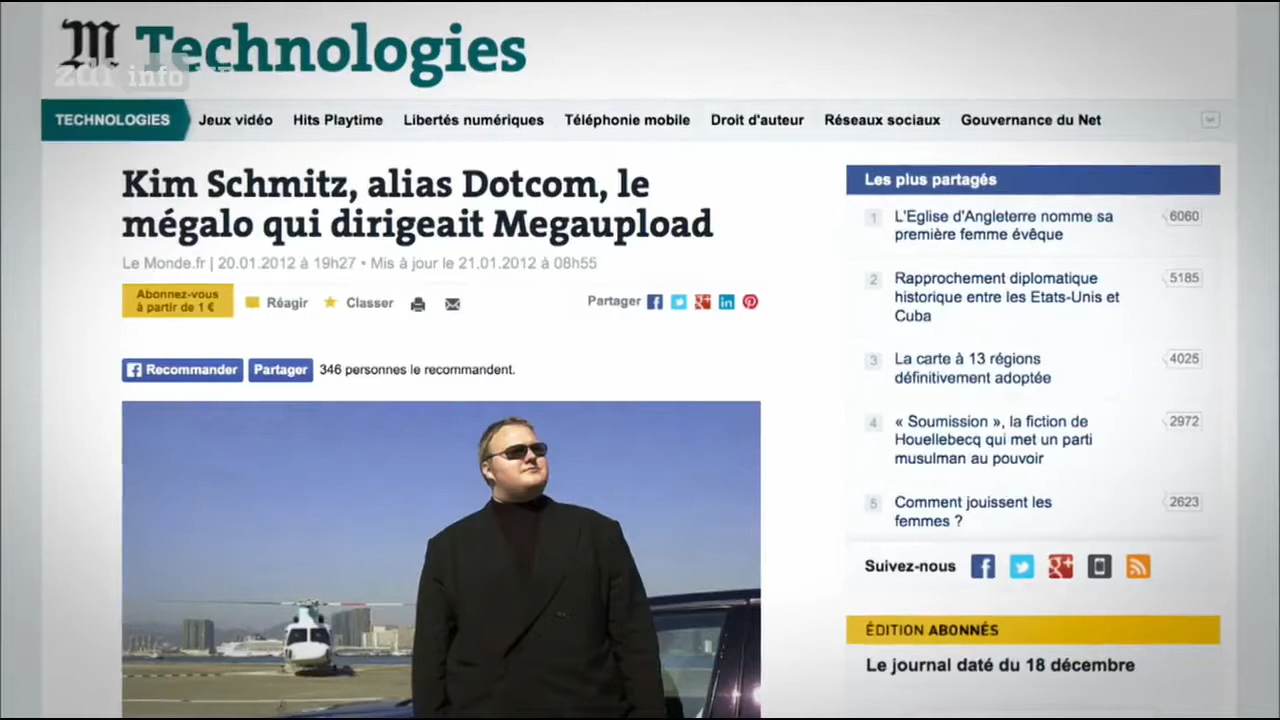 M Technologies
zdf info
TECHNOLOGIES Jeux vidéo Hits Playtime Libertés numériques Téléphonie mobile Droit d'auteur Réseaux sociaux Gouvernance du Net
Kim Schmitz, alias Dotcom, le
mégalo qui dirigeait Megaupload
Le Monde.fr | 20.01.2012 à 19h27 • Mis à jour le 21.01.2012 à 08h55
Abonnez-vous
à partir de 1 €
Réagir Classer Partager
Recommander Partager 346 personnes le recommandent.
Les plus partagés
1 L'Eglise d'Angleterre nomme sa 6060
première femme évêque
2 Rapprochement diplomatique 5185
historique entre les Etats-Unis et
Cuba
3 La carte à 13 régions 4025
définitivement adoptée
4 « Soumission », la fiction de 2972
Houellebecq qui met un parti
musulman au pouvoir
5 Comment jouissent les 2623
femmes ?
Suivez-nous
ÉDITION ABONNÉS
Le journal daté du 18 décembre